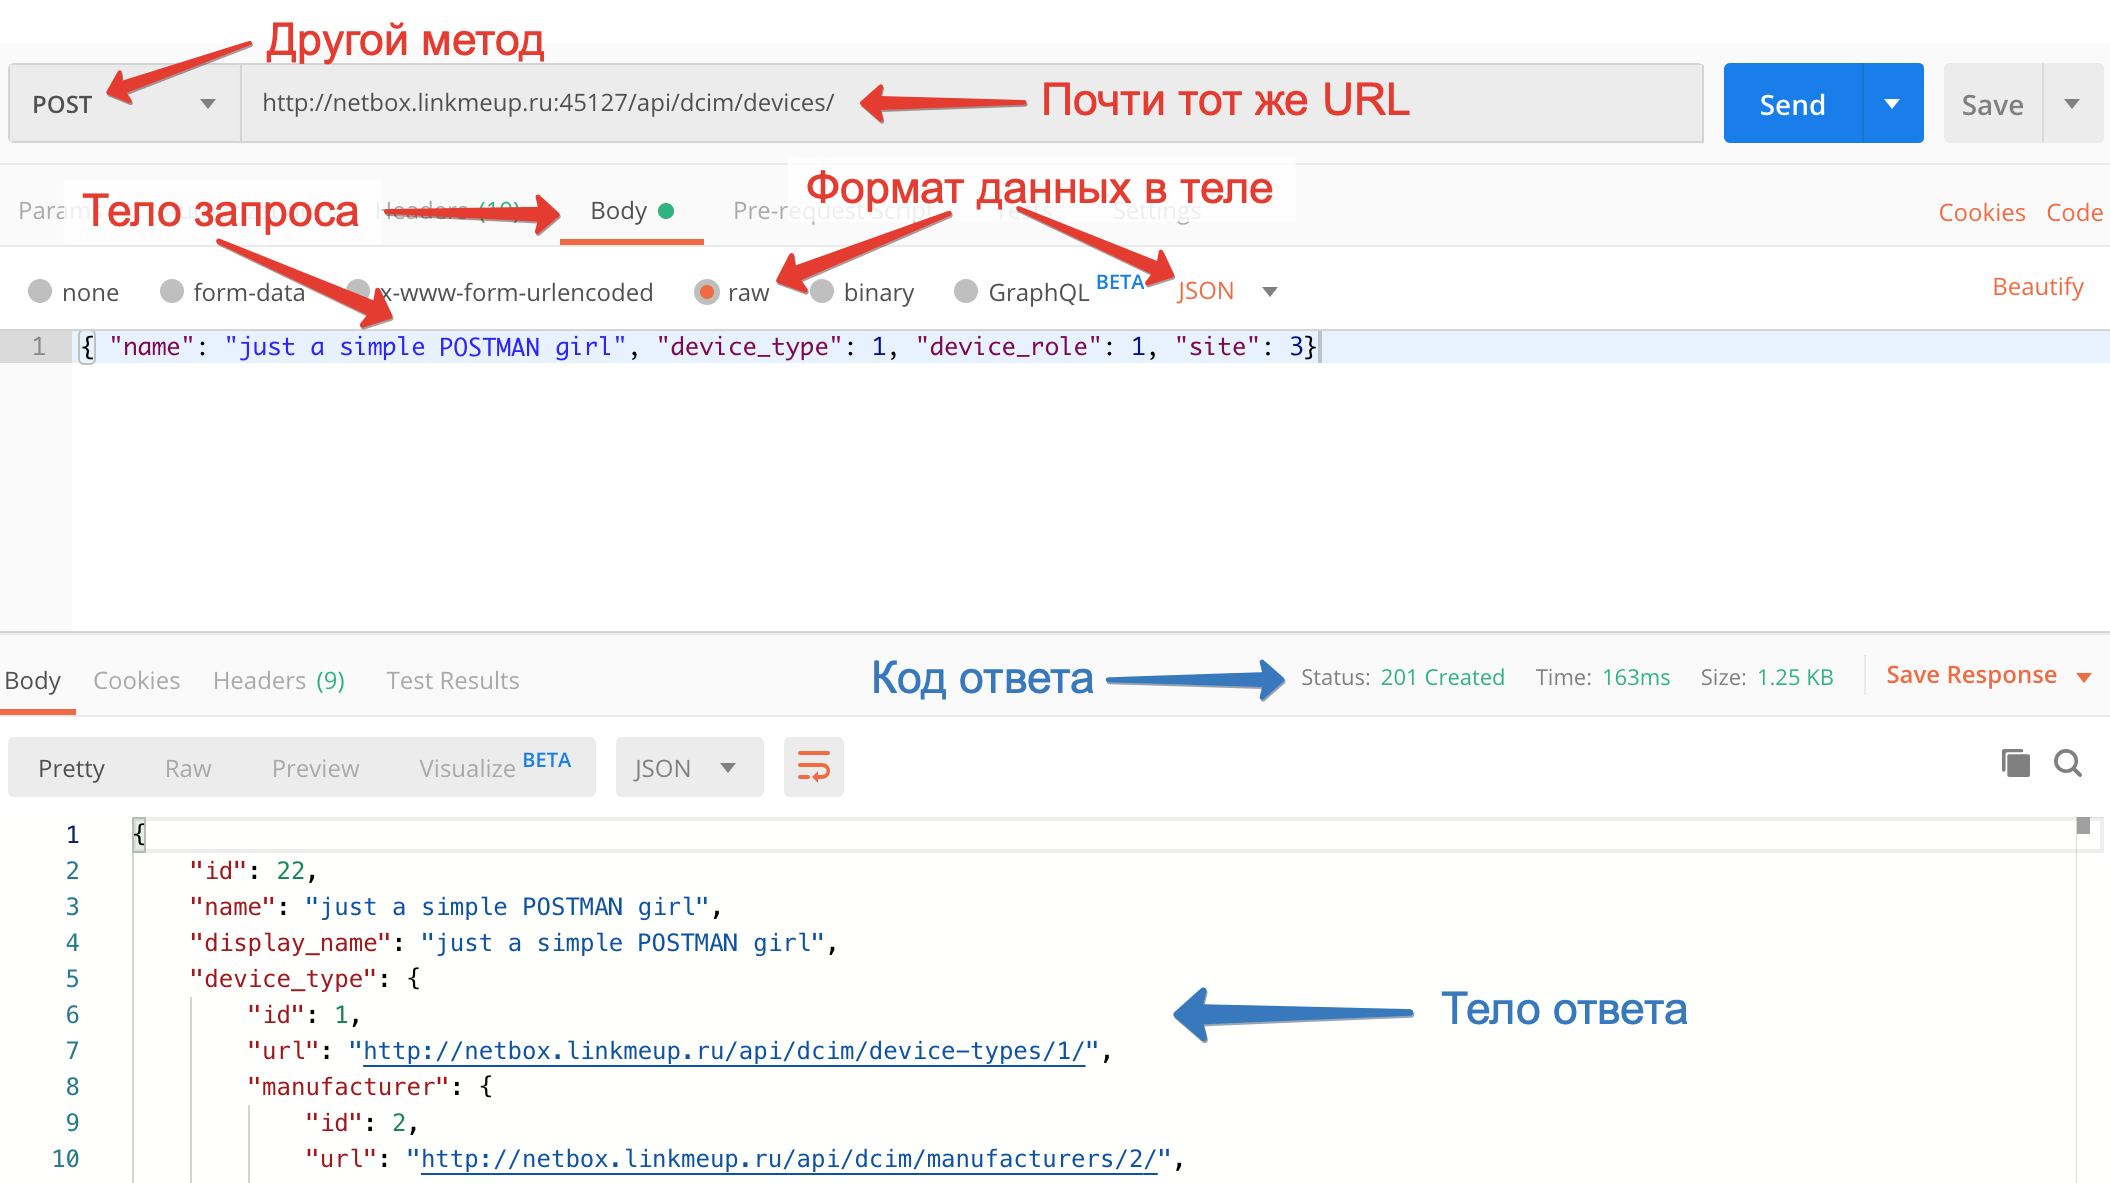 Другой метод
POST
http://netbox.linkmeup.ru:45127/api/dcim/devices/
Почти тот же URL
Send
Save
Params
Тело запроса
Headers (10)
Body
Формат данных в теле
Pre-request Script
Tests
Settings
Cookies Code
none form-data x-www-form-urlencoded raw binary GraphQL BETA JSON
Beautify
1 { "name": "just a simple POSTMAN girl", "device_type": 1, "device_role": 1, "site": 3}
Body Cookies Headers (9) Test Results
Код ответа
Status: 201 Created Time: 163ms Size: 1.25 KB
Save Response
Pretty Raw Preview Visualize BETA JSON
1 {
2 "id": 22,
3 "name": "just a simple POSTMAN girl",
4 "display_name": "just a simple POSTMAN girl",
5 "device_type": {
6 "id": 1,
Тело ответа
7 "url": "http://netbox.linkmeup.ru/api/dcim/device-types/1/",
8 "manufacturer": {
9 "id": 2,
10 "url": "http://netbox.linkmeup.ru/api/dcim/manufacturers/2/",